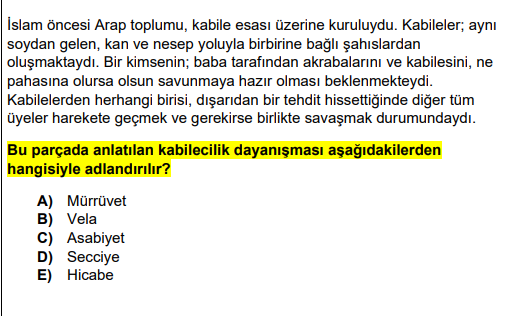 İslam öncesi Arap toplumu, kabile esası üzerine kuruluydu. Kabileler; aynı
soydan gelen, kan ve nesep yoluyla birbirine bağlı şahıslardan
oluşmaktaydı. Bir kimsenin; baba tarafından akrabalarını ve kabilesini, ne
pahasına olursa olsun savunmaya hazır olması beklenmekteydi.
Kabilelerden herhangi birisi, dışarıdan bir tehdit hissettiğinde diğer tüm
üyeler harekete geçmek ve gerekirse birlikte savaşmak durumundaydı.
Bu parçada anlatılan kabilecilik dayanışması aşağıdakilerden
hangisiyle adlandırılır?
A) Mürrüvet
B) Vela
C) Asabiyet
D) Secciye
E) Hicabe